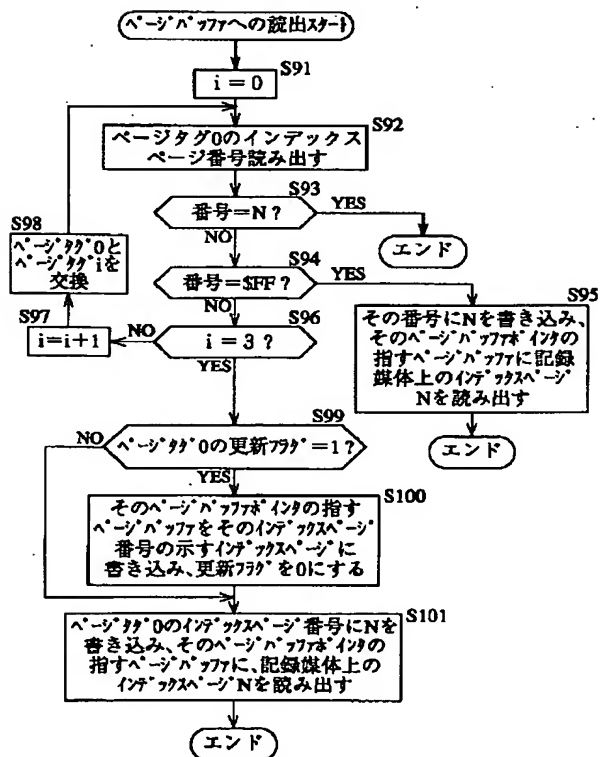 ページバッファへの読出スタート
S91
i=0
S92
ページタグ0のインデックス
ページ番号読み出す
S93
番号=N?
YES
NO
エンド
S94
番号=$FF?
YES
NO
S95
その番号にNを書き込み、
そのページバッファポインタの
指すページバッファに記録
媒体上のインデックスページ
Nを読み出す
エンド
S96
i=3?
NO
YES
S97
i=i+1
S98
ページタグ0と
ページタグiを
交換
S99
ページタグ0の更新フラグ=1?
NO
YES
S100
そのページバッファポインタの指す
ページバッファをそのインデックスページ
番号の示すインデックスページに
書き込み、更新フラグを0にする
S101
ページタグ0のインデックスページ番号にNを
書き込み、そのページバッファポインタの
指すページバッファに、記録媒体上の
インデックスページNを読み出す
エンド